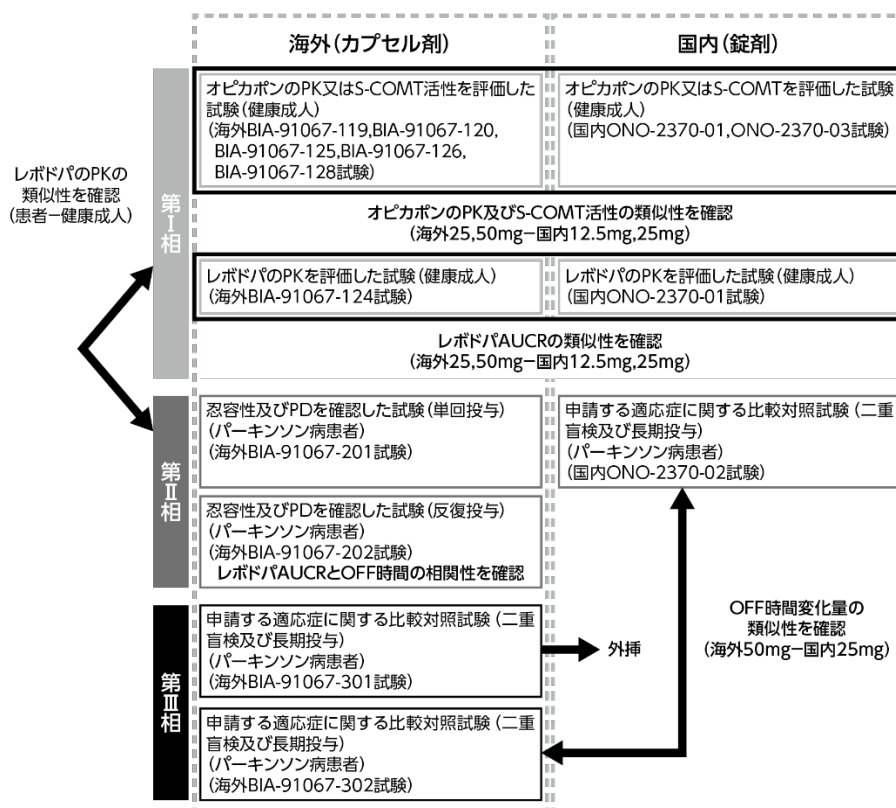 海外(カプセル剤)
国内(錠剤)
レボドパのPKの
類似性を確認
(患者−健康成人)
第Ⅰ相
オピカポンのPK又はS-COMT活性を評価した
試験(健康成人)
(海外BIA-91067-119,BIA-91067-120,
BIA-91067-125,BIA-91067-126,
BIA-91067-128試験)
オピカポンのPK又はS-COMTを評価した試験
(健康成人)
(国内ONO-2370-01,ONO-2370-03試験)
オピカポンのPK及びS-COMT活性の類似性を確認
(海外25,50mg−国内12.5mg,25mg)
レボドパのPKを評価した試験(健康成人)
(海外BIA-91067-124試験)
レボドパのPKを評価した試験(健康成人)
(国内ONO-2370-01試験)
レボドパAUCRの類似性を確認
(海外25,50mg−国内12.5mg,25mg)
第Ⅱ相
忍容性及びPDを確認した試験(単回投与)
(パーキンソン病患者)
(海外BIA-91067-201試験)
申請する適応症に関する比較対照試験(二重
盲検及び長期投与)
(パーキンソン病患者)
(国内ONO-2370-02試験)
忍容性及びPDを確認した試験(反復投与)
(パーキンソン病患者)
(海外BIA-91067-202試験)
レボドパAUCRとOFF時間の相関性を確認
第Ⅲ相
申請する適応症に関する比較対照試験(二重
盲検及び長期投与)
(パーキンソン病患者)
(海外BIA-91067-301試験)
外挿
OFF時間変化量の
類似性を確認
(海外50mg−国内25mg)
申請する適応症に関する比較対照試験(二重
盲検及び長期投与)
(パーキンソン病患者)
(海外BIA-91067-302試験)